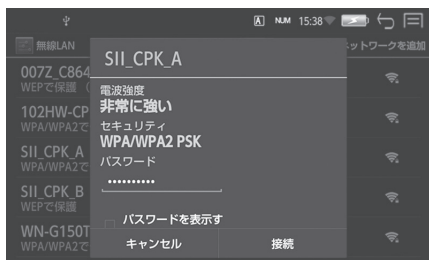 A NUM 15:38
無線LAN
ットワークを追加
SII_CPK_A
007Z_C864
WEPで保護 (
電波強度
非常に強い
102HW-CP
WPA/WPA2で
セキュリティ
WPA/WPA2 PSK
SII_CPK_A
WPA/WPA2で
パスワード
••••••••••
SII_CPK_B
WEPで保護
パスワードを表示す
WN-G150T
WPA/WPA2で
キャンセル
接続